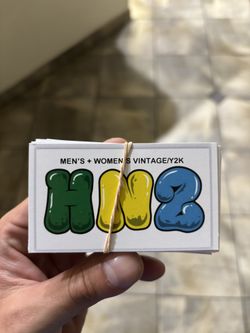 MEN'S + WOMEN'S VINTAGE/Y2K
HNZ